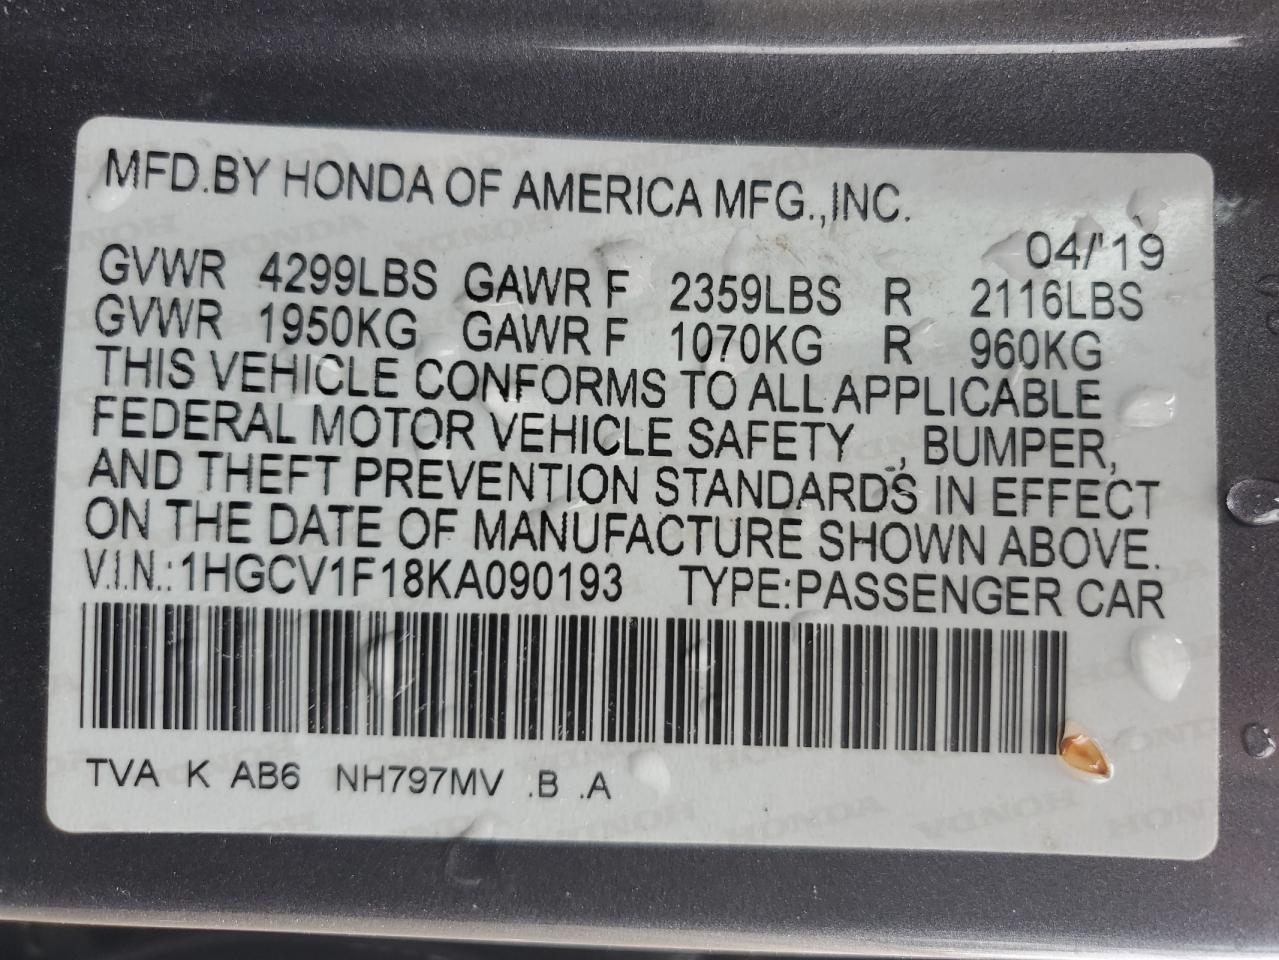 MFD.BY HONDA OF AMERICA MFG.,INC.
04/'19
GVWR 4299LBS GAWR F 2359LBS R 2116LBS
GVWR 1950KG GAWR F 1070KG R 960KG
THIS VEHICLE CONFORMS TO ALL APPLICABLE
FEDERAL MOTOR VEHICLE SAFETY , BUMPER,
AND THEFT PREVENTION STANDARDS IN EFFECT
ON THE DATE OF MANUFACTURE SHOWN ABOVE.
V.I.N.:1HGCV1F18KA090193 TYPE:PASSENGER CAR
TVA K AB6 NH797MV .B .A